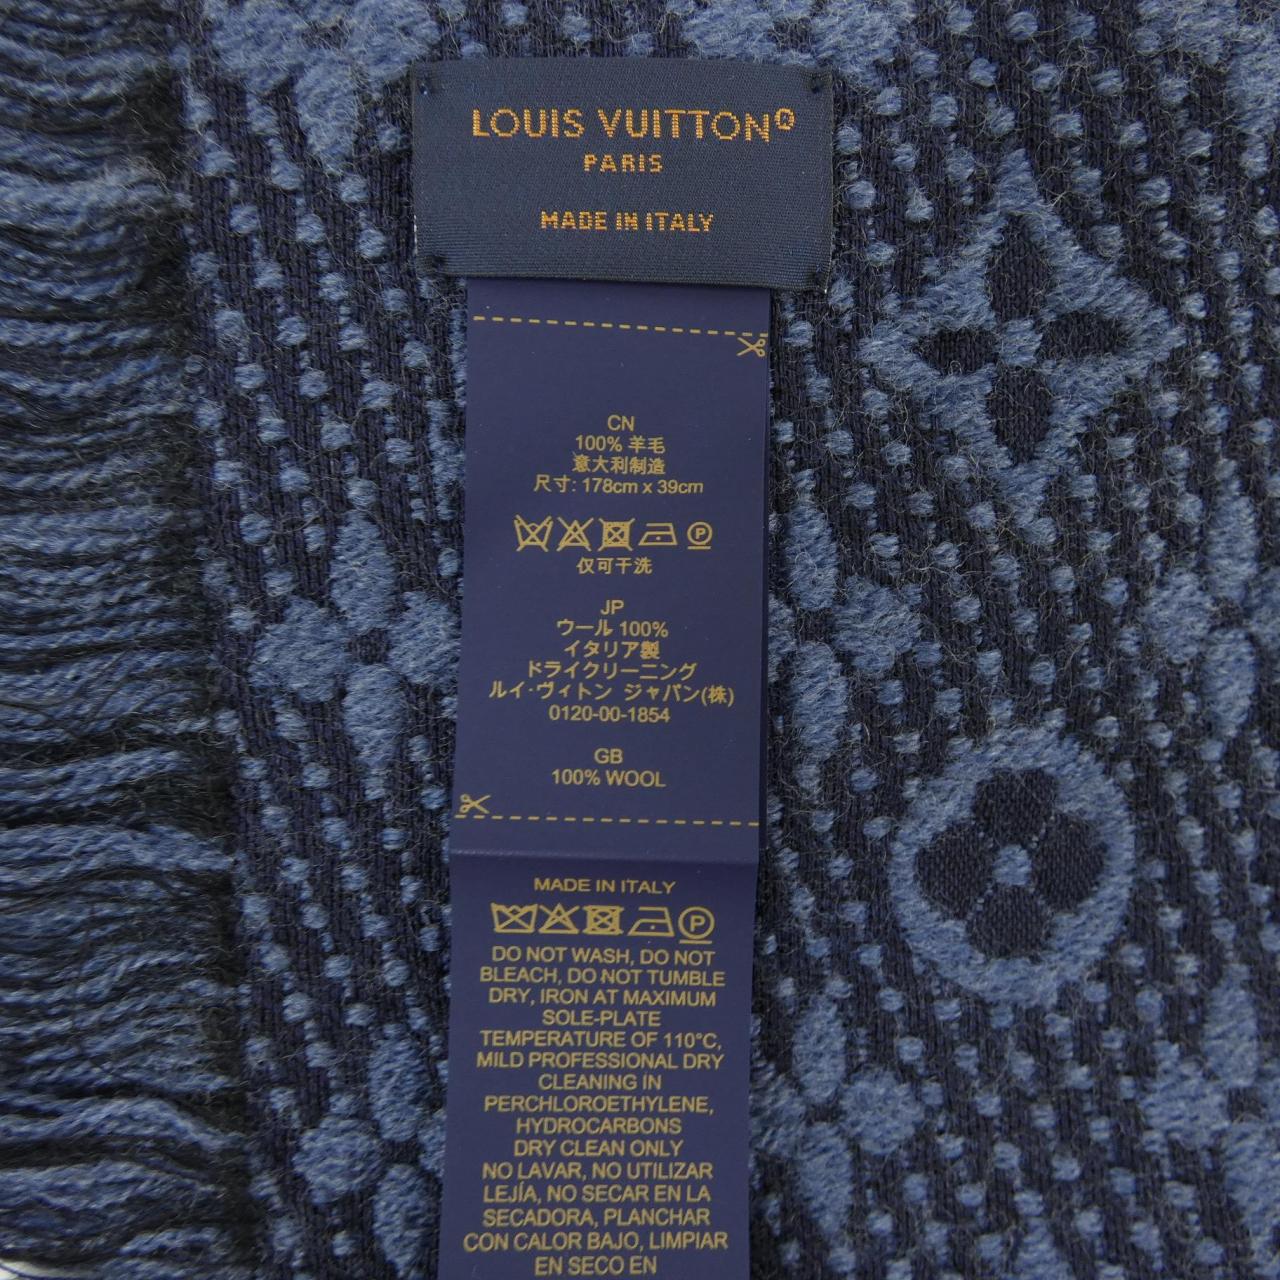 LOUIS VUITTON®
PARIS
MADE IN ITALY
CN
100% 羊毛
意大利制造
尺寸: 178cm x 39cm
P
仅可干洗
JP
ウール 100%
イタリア製
ドライクリーニング
ルイ・ヴィトン ジャパン(株)
0120-00-1854
GB
100% WOOL
MADE IN ITALY
P
DO NOT WASH, DO NOT
BLEACH, DO NOT TUMBLE
DRY, IRON AT MAXIMUM
SOLE-PLATE
TEMPERATURE OF 110°C,
MILD PROFESSIONAL DRY
CLEANING IN
PERCHLOROETHYLENE,
HYDROCARBONS
DRY CLEAN ONLY
NO LAVAR, NO UTILIZAR
LEJÍA, NO SECAR EN LA
SECADORA, PLANCHAR
CON CALOR BAJO, LIMPIAR
EN SECO EN